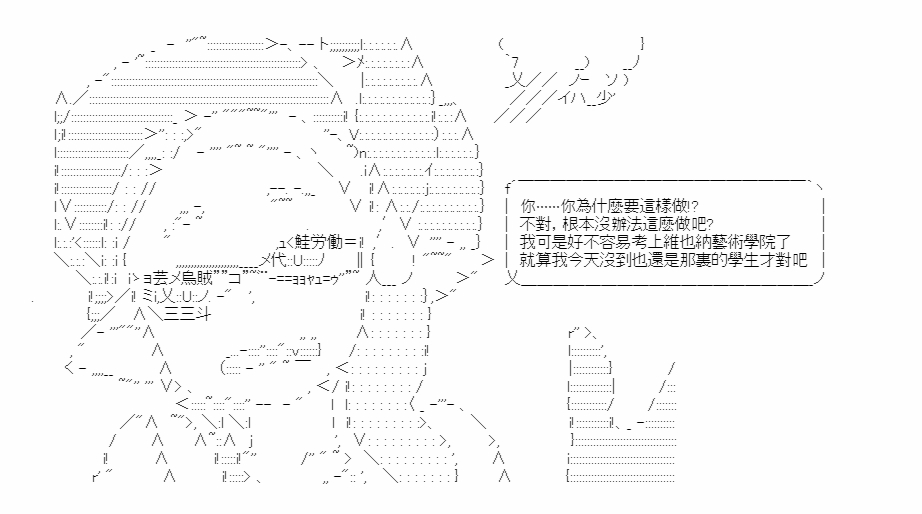 你……你為什麼要這樣做!?
不對，根本沒辦法這麼做吧?
我可是好不容易考上維也納藝術學院了
就算我今天沒到也還是那裏的學生才對吧